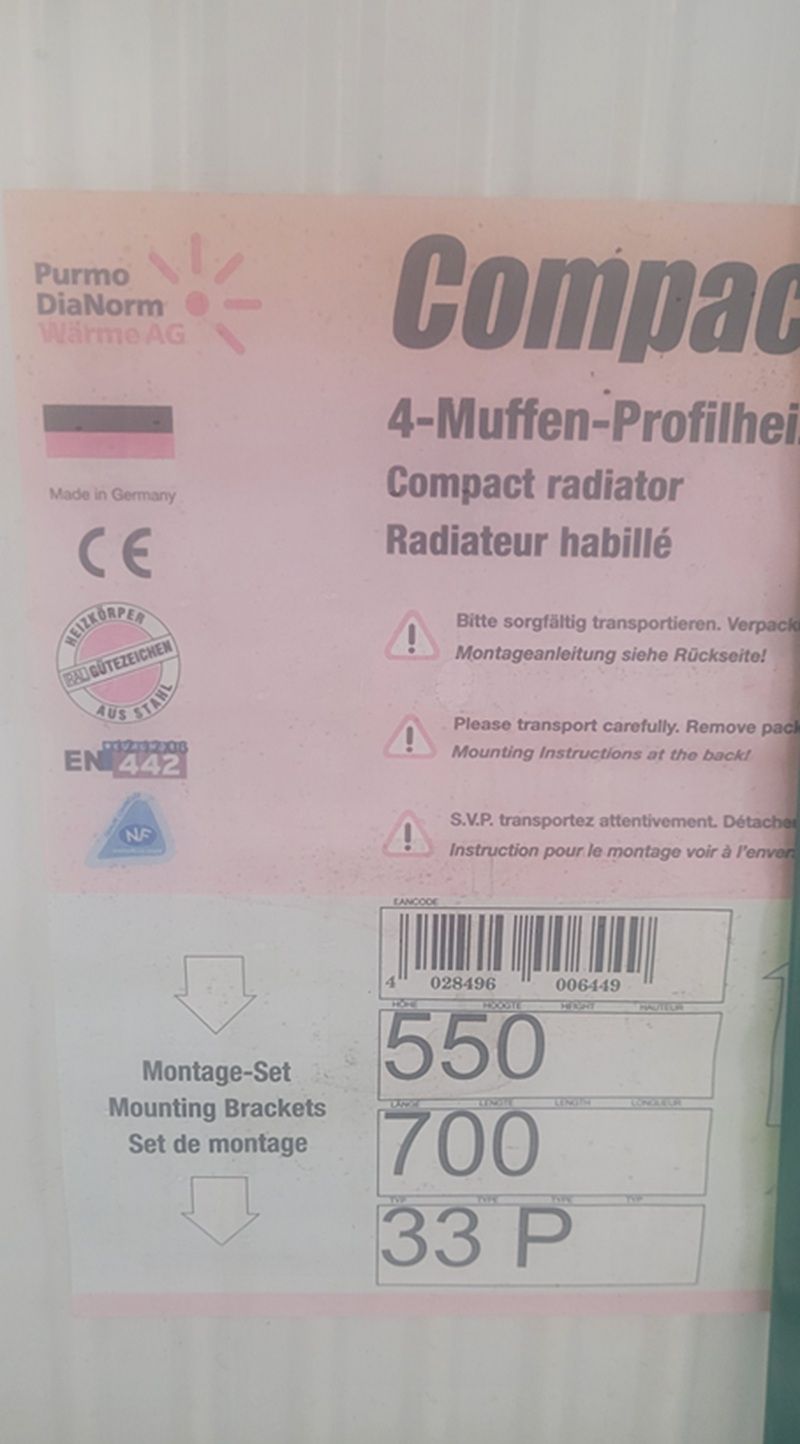 Purmo
DiaNorm
Wärme AG
Made in Germany
CE
HEIZKÖRPER
RAL GÜTEZEICHEN
AUS STAHL
EN 442
NF
Compac
4-Muffen-Profilhei
Compact radiator
Radiateur habillé
Bitte sorgfältig transportieren. Verpack
Montageanleitung siehe Rückseite!
Please transport carefully. Remove pack
Mounting Instructions at the back!
S.V.P. transportez attentivement. Détache
Instruction pour le montage voir à l'enver
EANCODE
4 028496 006449
HÖHE HOOGTE HEIGHT HAUTEUR
550
LÄNGE LENGTE LENGTH LONGUEUR
700
TYP TYPE TYPE TYP
33 P
Montage-Set
Mounting Brackets
Set de montage